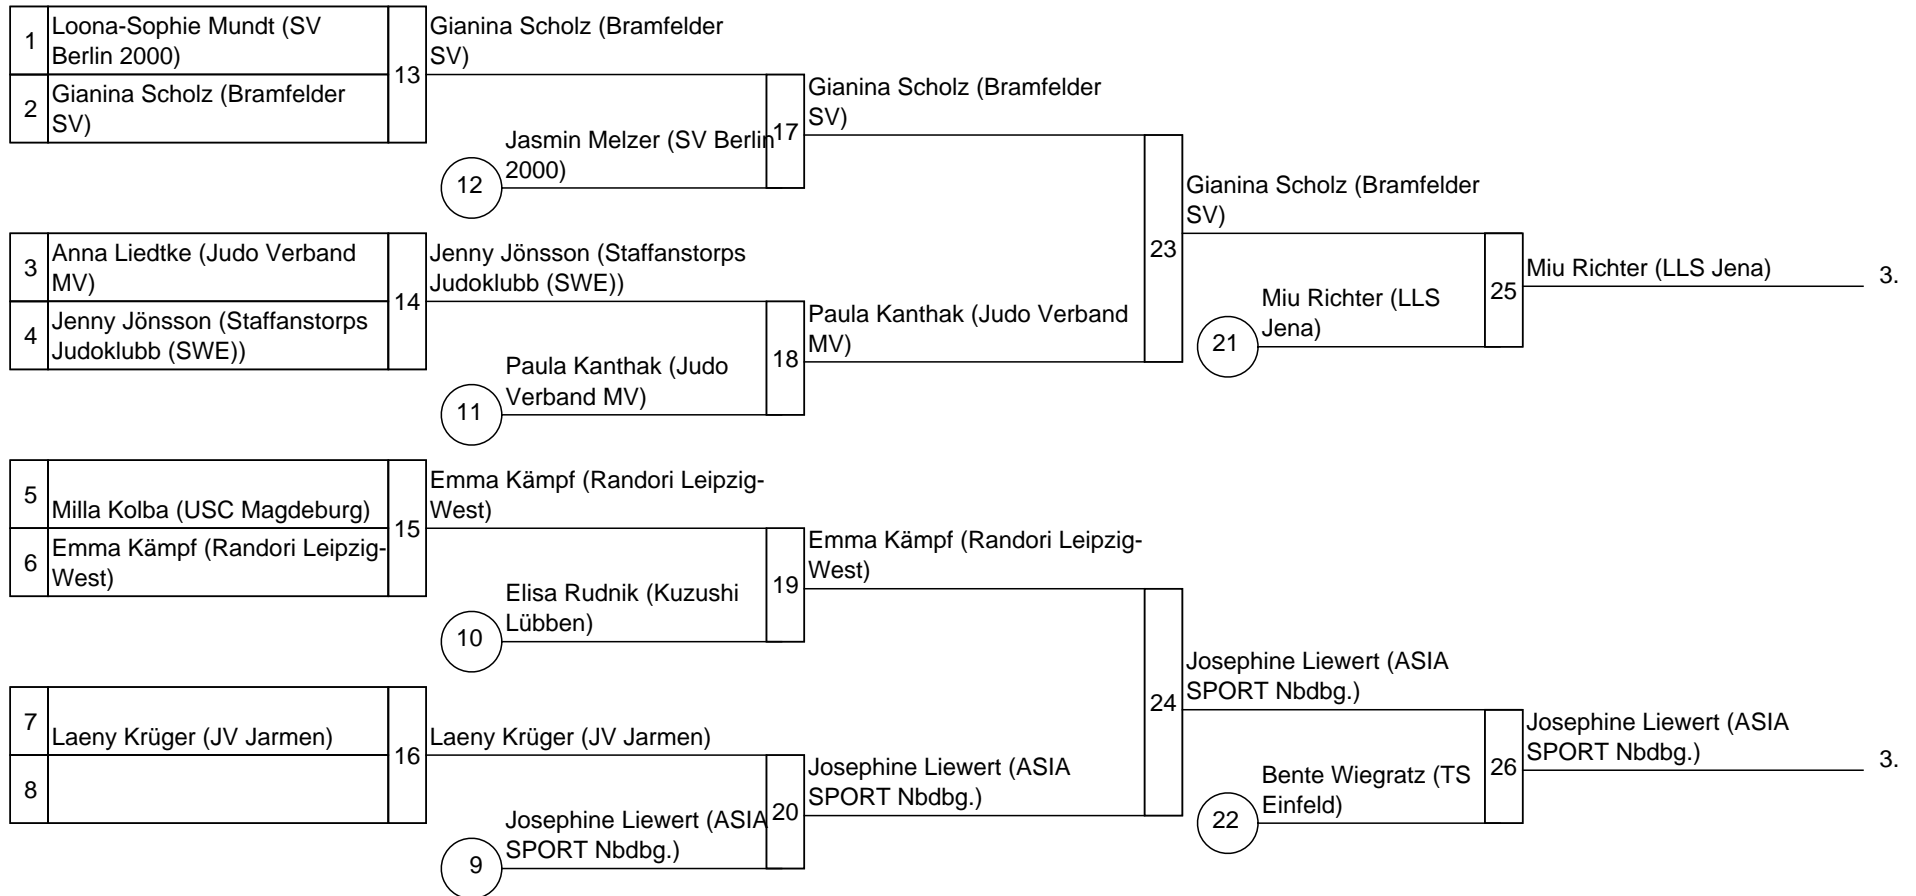 1
Loona-Sophie Mundt (SV
Berlin 2000)
2
Gianina Scholz (Bramfelder
SV)
13
Gianina Scholz (Bramfelder
SV)
12
Jasmin Melzer (SV Berlin
2000)
17
Gianina Scholz (Bramfelder
SV)
3
Anna Liedtke (Judo Verband
MV)
4
Jenny Jönsson (Staffanstorps
Judoklubb (SWE))
14
Jenny Jönsson (Staffanstorps
Judoklubb (SWE))
11
Paula Kanthak (Judo
Verband MV)
18
Paula Kanthak (Judo Verband
MV)
23
Gianina Scholz (Bramfelder
SV)
21
Miu Richter (LLS
Jena)
25
Miu Richter (LLS Jena)
3.
5
Milla Kolba (USC Magdeburg)
6
Emma Kämpf (Randori Leipzig-
West)
15
Emma Kämpf (Randori Leipzig-
West)
10
Elisa Rudnik (Kuzushi
Lübben)
19
Emma Kämpf (Randori Leipzig-
West)
7
Laeny Krüger (JV Jarmen)
8
16
Laeny Krüger (JV Jarmen)
9
Josephine Liewert (ASIA
SPORT Nbdbg.)
20
Josephine Liewert (ASIA
SPORT Nbdbg.)
24
Josephine Liewert (ASIA
SPORT Nbdbg.)
22
Bente Wiegratz (TS
Einfeld)
26
Josephine Liewert (ASIA
SPORT Nbdbg.)
3.